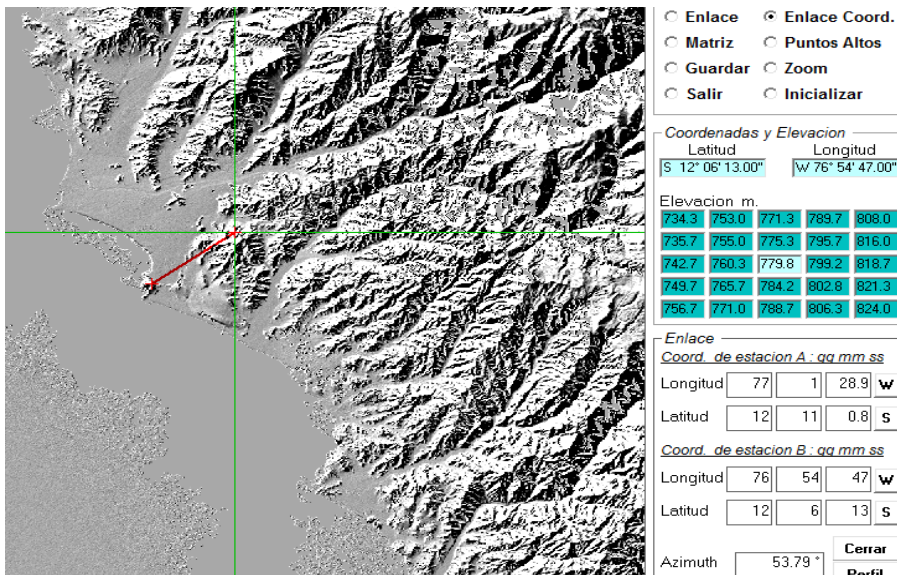 Enlace Enlace Coord.
Matriz Puntos Altos
Guardar Zoom
Salir Inicializar
Coordenadas y Elevacion
Latitud Longitud
S 12° 06' 13.00" W 76° 54' 47.00"
Elevacion m.
734.3 753.0 771.3 789.7 808.0
735.7 755.0 775.3 795.7 816.0
742.7 760.3 779.8 799.2 818.7
749.7 765.7 784.2 802.8 821.3
756.7 771.0 788.7 806.3 824.0
Enlace
Coord. de estacion A : gg mm ss
Longitud 77 1 28.9 W
Latitud 12 11 0.8 S
Coord. de estacion B : gg mm ss
Longitud 76 54 47 W
Latitud 12 6 13 S
Cerrar
Azimuth 53.79 °
Perfil